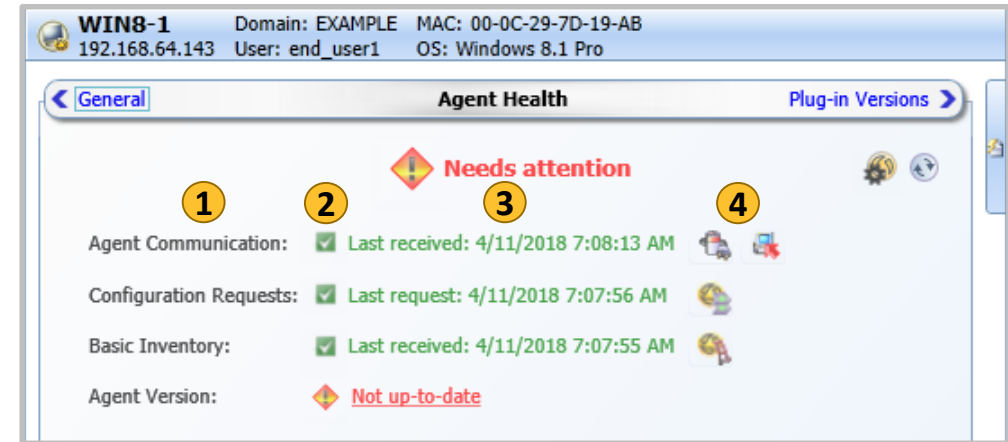 WIN8-1 Domain: EXAMPLE MAC: 00-0C-29-7D-19-AB
192.168.64.143 User: end_user1 OS: Windows 8.1 Pro
General Agent Health Plug-in Versions
Needs attention
1 2 3 4
Agent Communication: Last received: 4/11/2018 7:08:13 AM
Configuration Requests: Last request: 4/11/2018 7:07:56 AM
Basic Inventory: Last received: 4/11/2018 7:07:55 AM
Agent Version: Not up-to-date